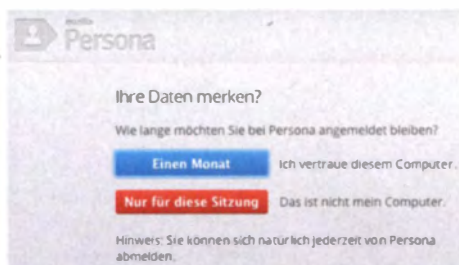 Persona
Ihre Daten merken?
Wie lange möchten Sie bei Persona angemeldet bleiben?
Einen Monat Ich vertraue diesem Computer.
Nur für diese Sitzung Das ist nicht mein Computer.
Hinweis: Sie können sich natürlich jederzeit von Persona
abmelden.